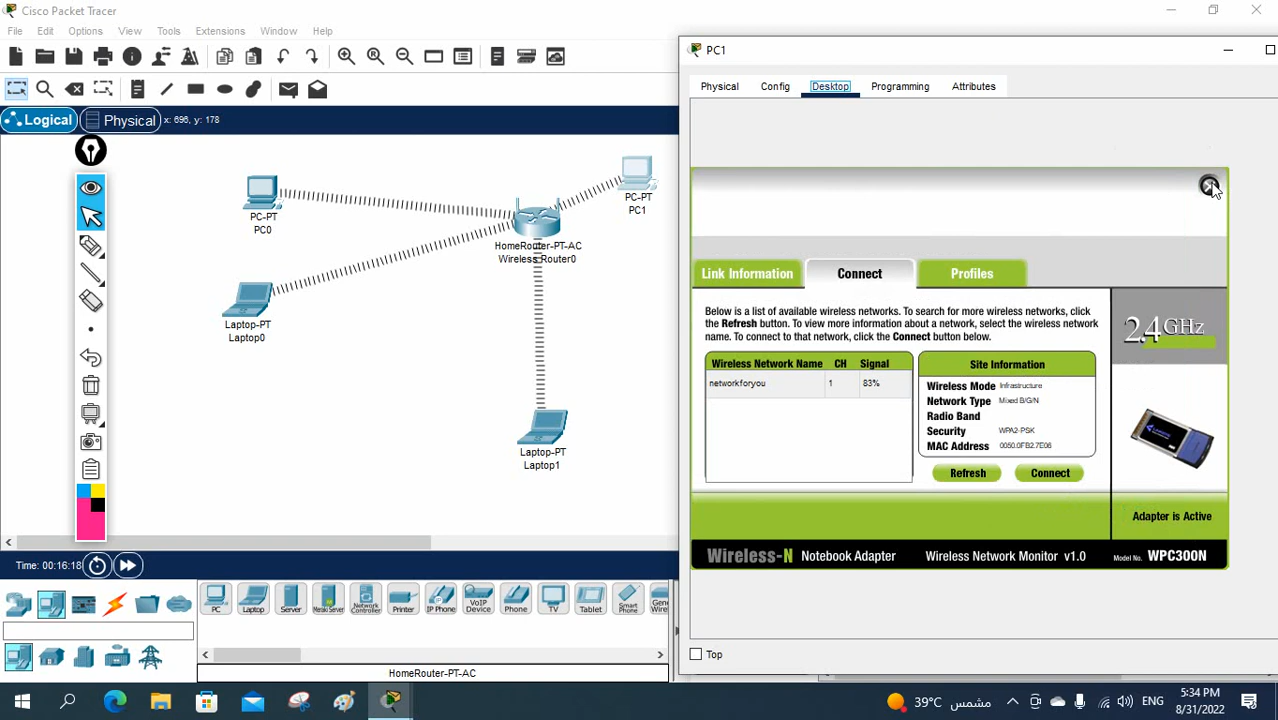 Cisco Packet Tracer
File Edit Options View Tools Extensions Window Help
Logical Physical x: 696, y: 178
PC-PT
PC0
PC-PT
PC1
HomeRouter-PT-AC
Wireless Router0
Laptop-PT
Laptop0
Laptop-PT
Laptop1
Time: 00:16:18
PC Laptop Server Meraki Server Network Controller Printer IP Phone VoIP Device Phone TV Tablet Smart Phone
HomeRouter-PT-AC
PC1
Physical Config Desktop Programming Attributes
Link Information Connect Profiles
Below is a list of available wireless networks. To search for more wireless networks, click
the Refresh button. To view more information about a network, select the wireless network
name. To connect to that network, click the Connect button below.
Wireless Network Name CH Signal
networkforyou 1 83%
Site Information
Wireless Mode Infrastructure
Network Type Mixed B/G/N
Radio Band
Security WPA2-PSK
MAC Address 0050.0FB2.7E06
Refresh Connect
2.4GHz
Adapter is Active
Wireless-N Notebook Adapter Wireless Network Monitor v1.0 Model No. WPC300N
Top
39°C مشمس ENG 5:34 PM
8/31/2022